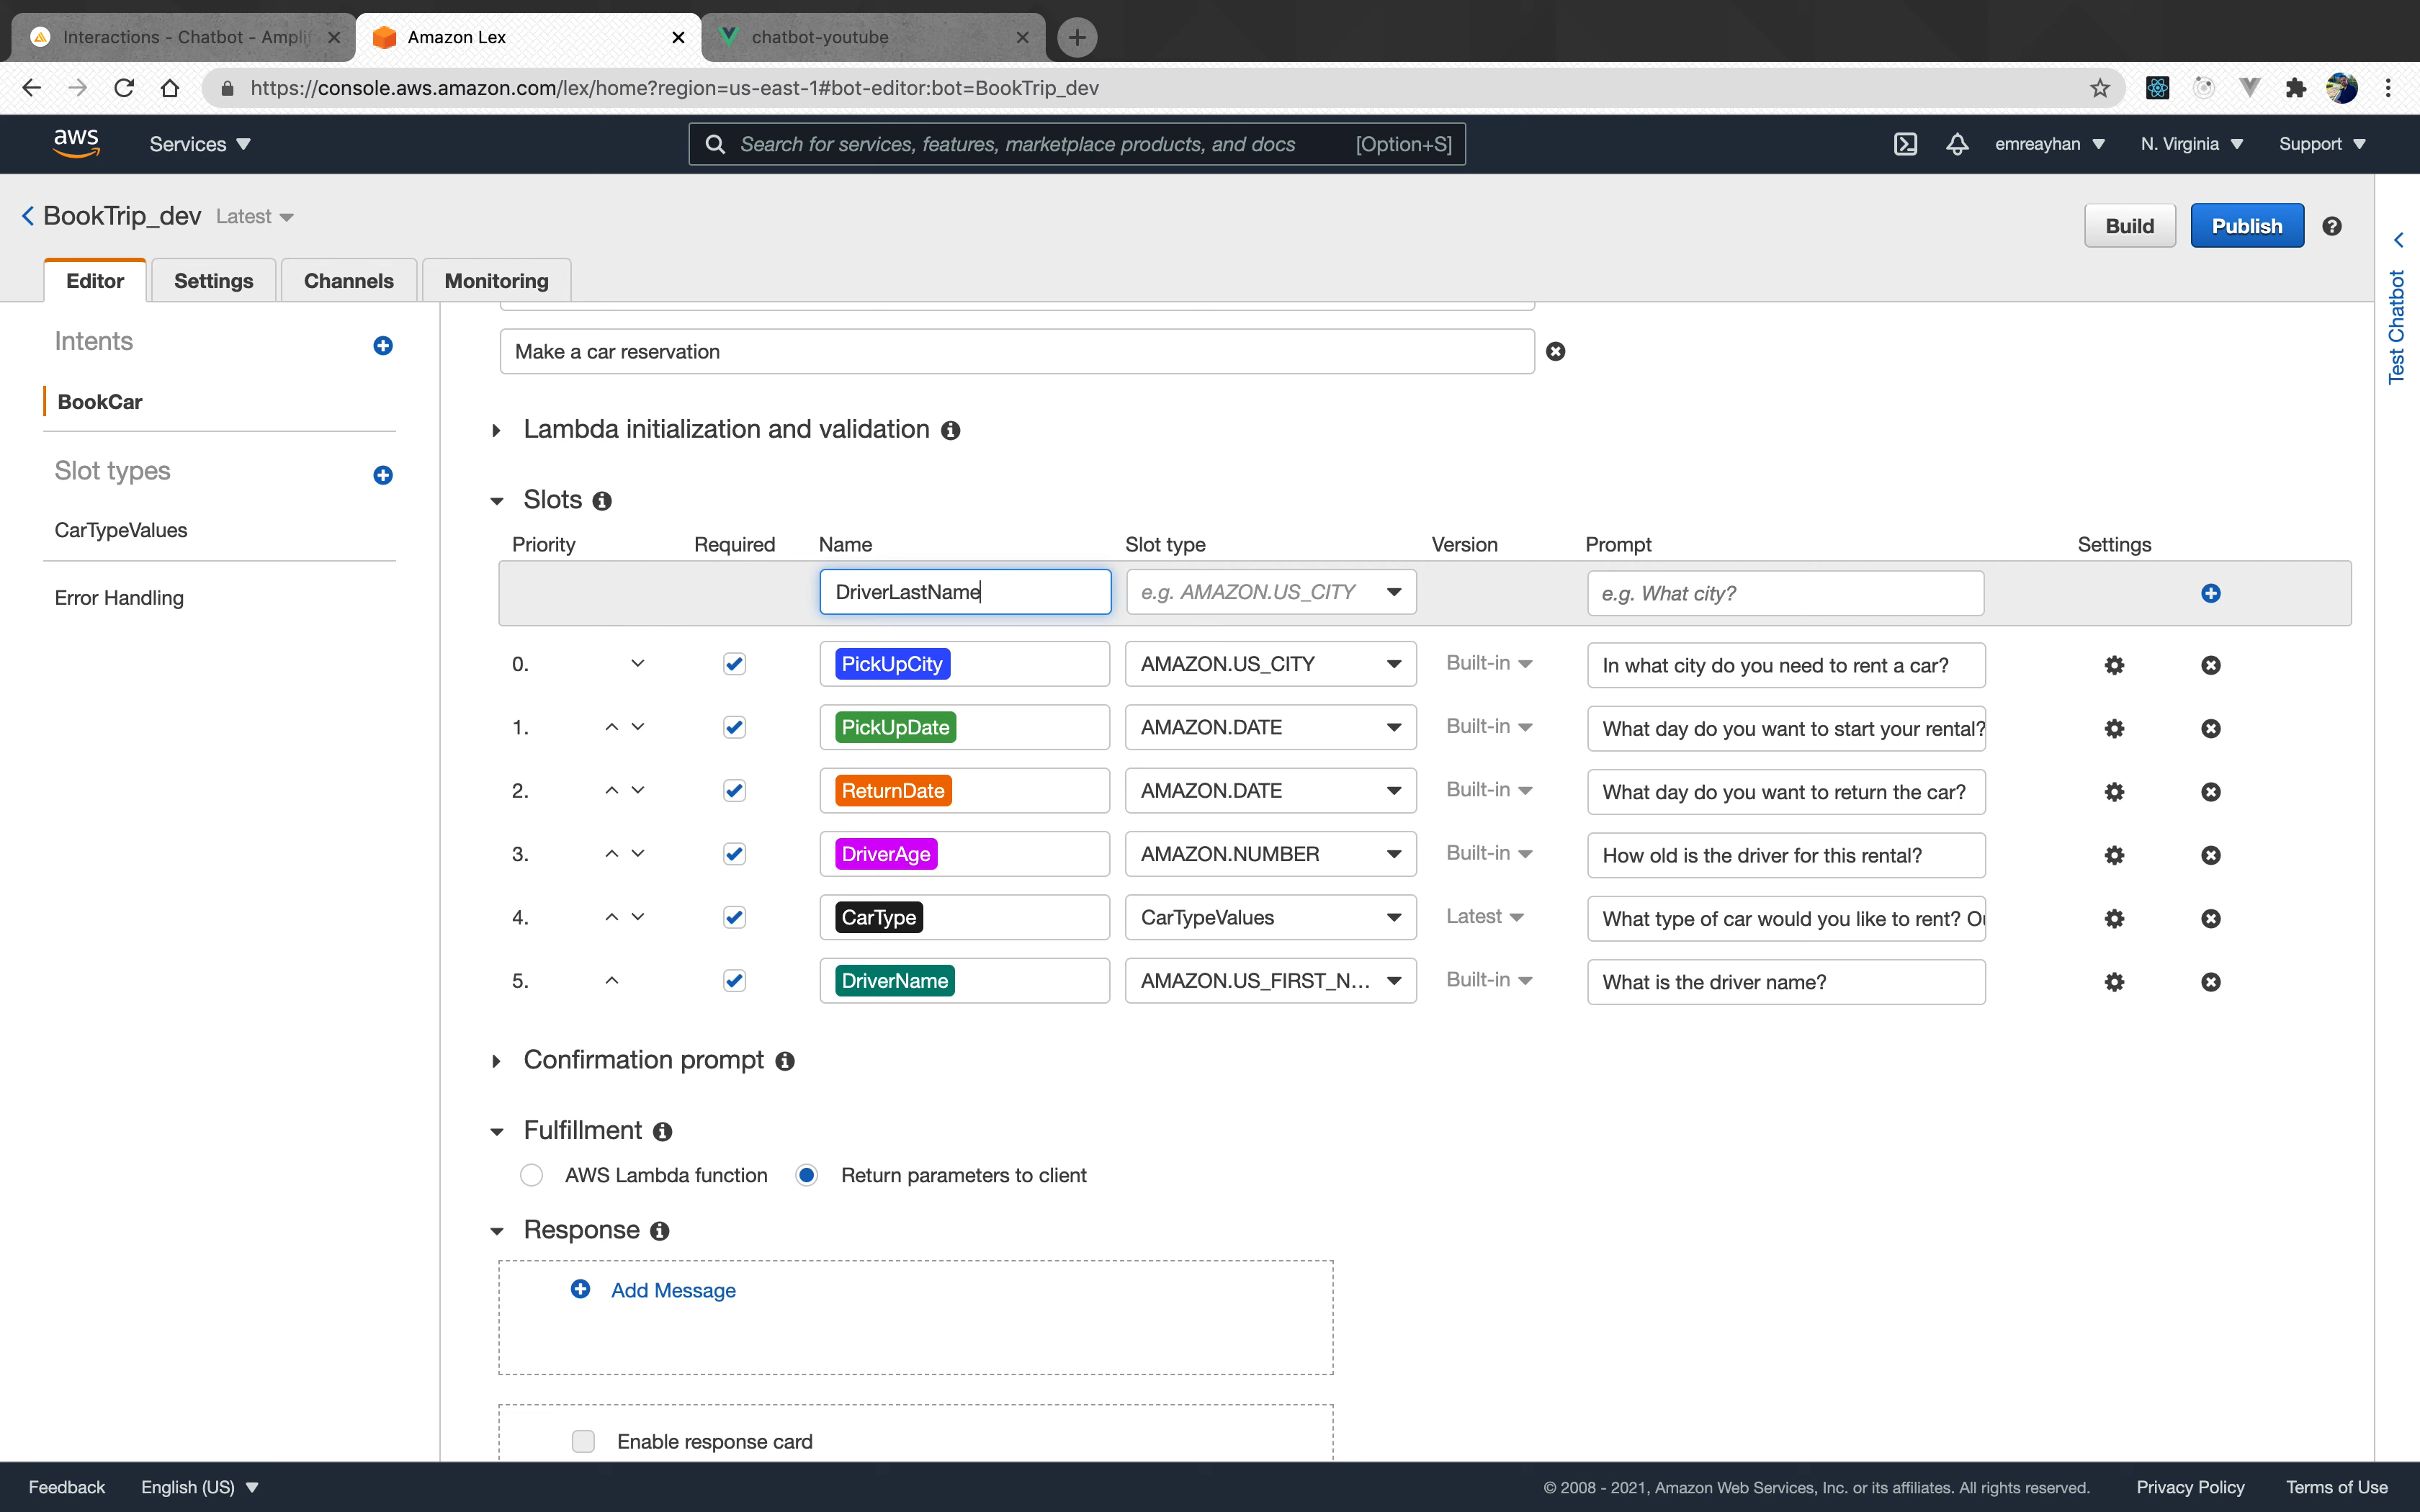 Interactions - Chatbot - Ampli
Amazon Lex
chatbot-youtube
https://console.aws.amazon.com/lex/home?region=us-east-1#bot-editor:bot=BookTrip_dev
aws
Services
Search for services, features, marketplace products, and docs
[Option+S]
emreayhan
N. Virginia
Support
BookTrip_dev
Latest
Build
Publish
Test Chatbot
Editor
Settings
Channels
Monitoring
Intents
BookCar
Slot types
CarTypeValues
Error Handling
Make a car reservation
Lambda initialization and validation
Slots
Priority Required Name Slot type Version Prompt Settings
DriverLastName e.g. AMAZON.US_CITY e.g. What city?
0. PickUpCity AMAZON.US_CITY Built-in In what city do you need to rent a car?
1. PickUpDate AMAZON.DATE Built-in What day do you want to start your rental?
2. ReturnDate AMAZON.DATE Built-in What day do you want to return the car?
3. DriverAge AMAZON.NUMBER Built-in How old is the driver for this rental?
4. CarType CarTypeValues Latest What type of car would you like to rent?
5. DriverName AMAZON.US_FIRST_N... Built-in What is the driver name?
Confirmation prompt
Fulfillment
AWS Lambda function Return parameters to client
Response
Add Message
Enable response card
Feedback English (US) © 2008 - 2021, Amazon Web Services, Inc. or its affiliates. All rights reserved. Privacy Policy Terms of Use